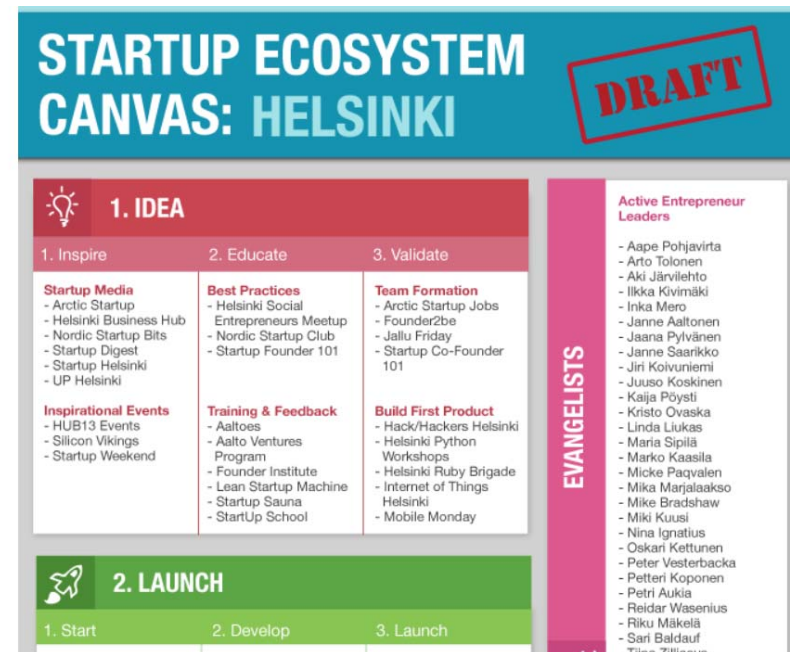 STARTUP ECOSYSTEM
CANVAS: HELSINKI
DRAFT
1. IDEA
1. Inspire
2. Educate
3. Validate
Startup Media
- Arctic Startup
- Helsinki Business Hub
- Nordic Startup Bits
- Startup Digest
- Startup Helsinki
- UP Helsinki
Inspirational Events
- HUB13 Events
- Silicon Vikings
- Startup Weekend
Best Practices
- Helsinki Social
Entrepreneurs Meetup
- Nordic Startup Club
- Startup Founder 101
Training & Feedback
- Aaltoes
- Aalto Ventures
Program
- Founder Institute
- Lean Startup Machine
- Startup Sauna
- StartUp School
Team Formation
- Arctic Startup Jobs
- Founder2be
- Jallu Friday
- Startup Co-Founder
101
Build First Product
- Hack/Hackers Helsinki
- Helsinki Python
Workshops
- Helsinki Ruby Brigade
- Internet of Things
Helsinki
- Mobile Monday
2. LAUNCH
1. Start
2. Develop
3. Launch
EVANGELISTS
Active Entrepreneur
Leaders
- Aape Pohjavirta
- Arto Tolonen
- Aki Järvilehto
- Ilkka Kivimäki
- Inka Mero
- Janne Aaltonen
- Jaana Pylvänen
- Janne Saarikko
- Jiri Koivuniemi
- Juuso Koskinen
- Kaija Pöysti
- Kristo Ovaska
- Linda Liukas
- Maria Sipilä
- Marko Kaasila
- Micke Paqvalen
- Mika Marjalaakso
- Mike Bradshaw
- Miki Kuusi
- Nina Ignatius
- Oskari Kettunen
- Peter Vesterbacka
- Petteri Koponen
- Petri Aukia
- Reidar Wasenius
- Riku Mäkelä
- Sari Baldauf